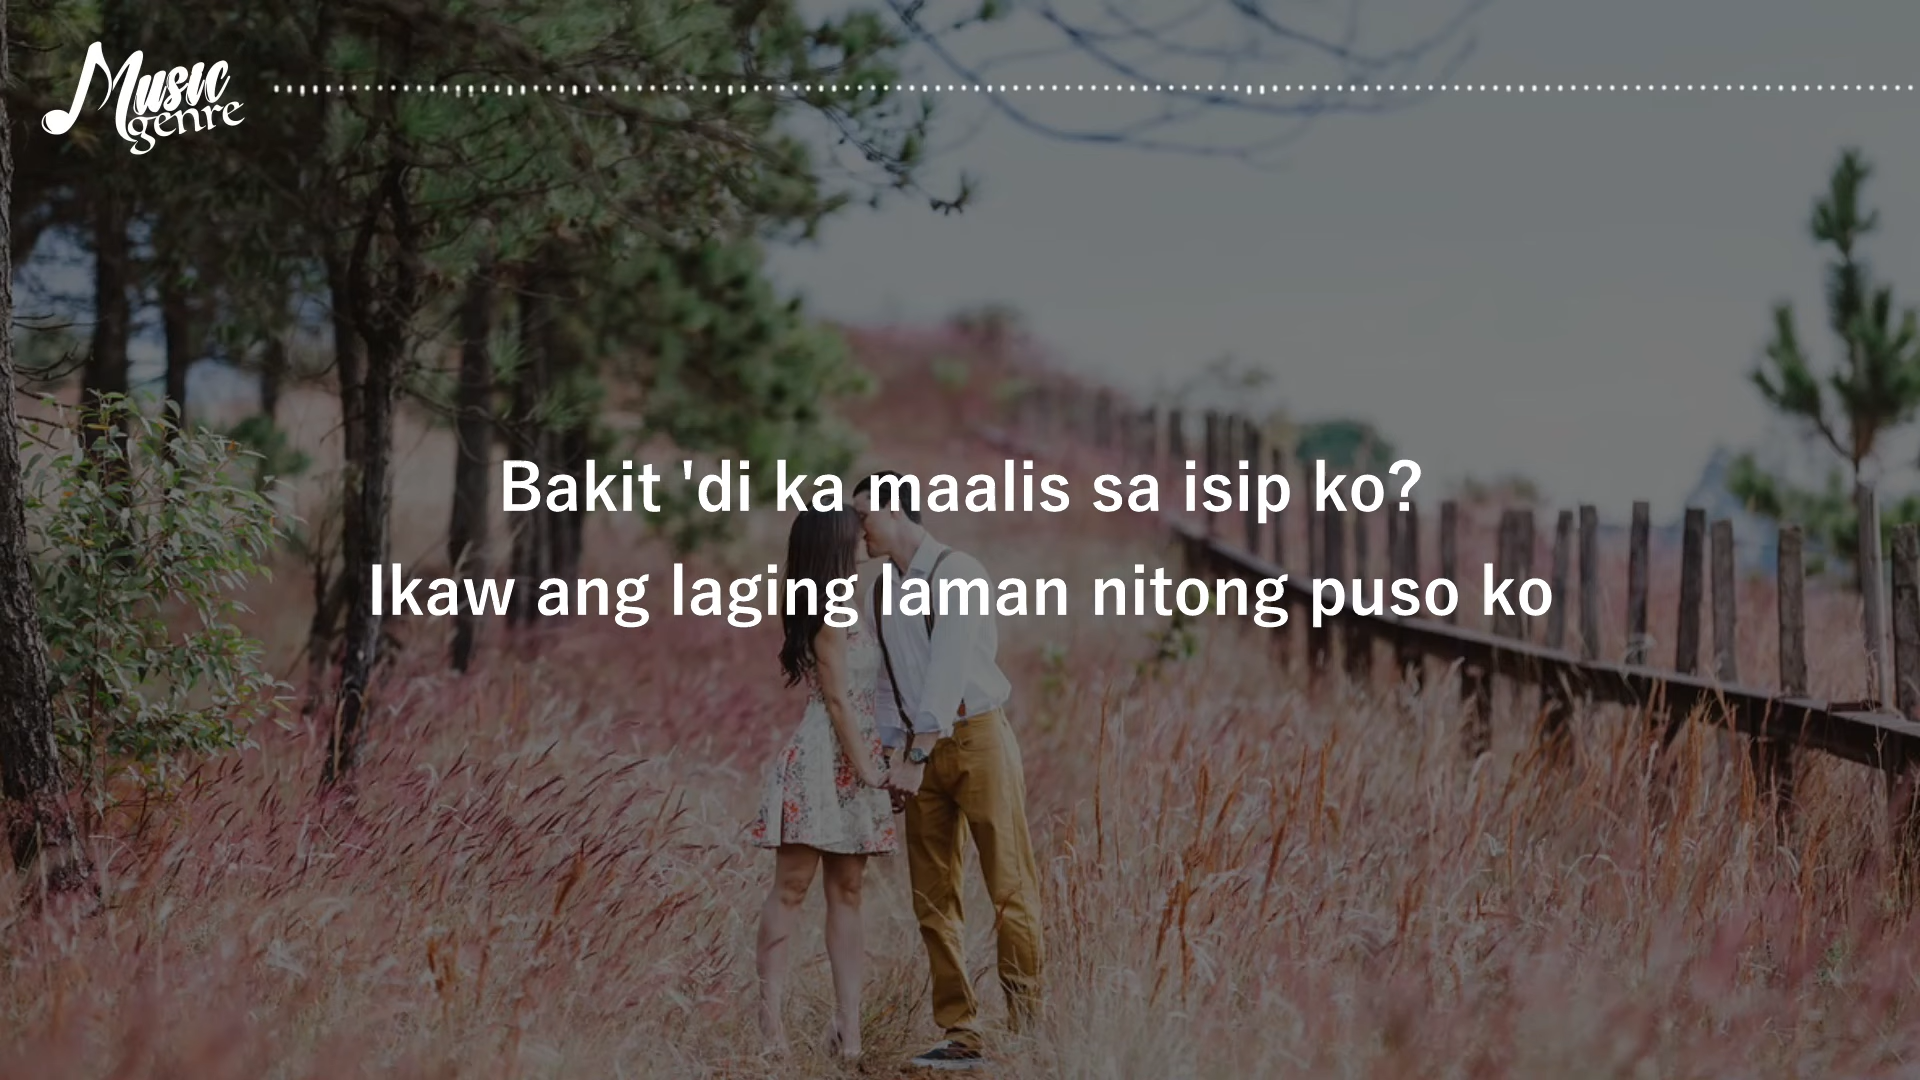 Music
genre
Bakit 'di ka maalis sa isip ko?
Ikaw ang laging laman nitong puso ko